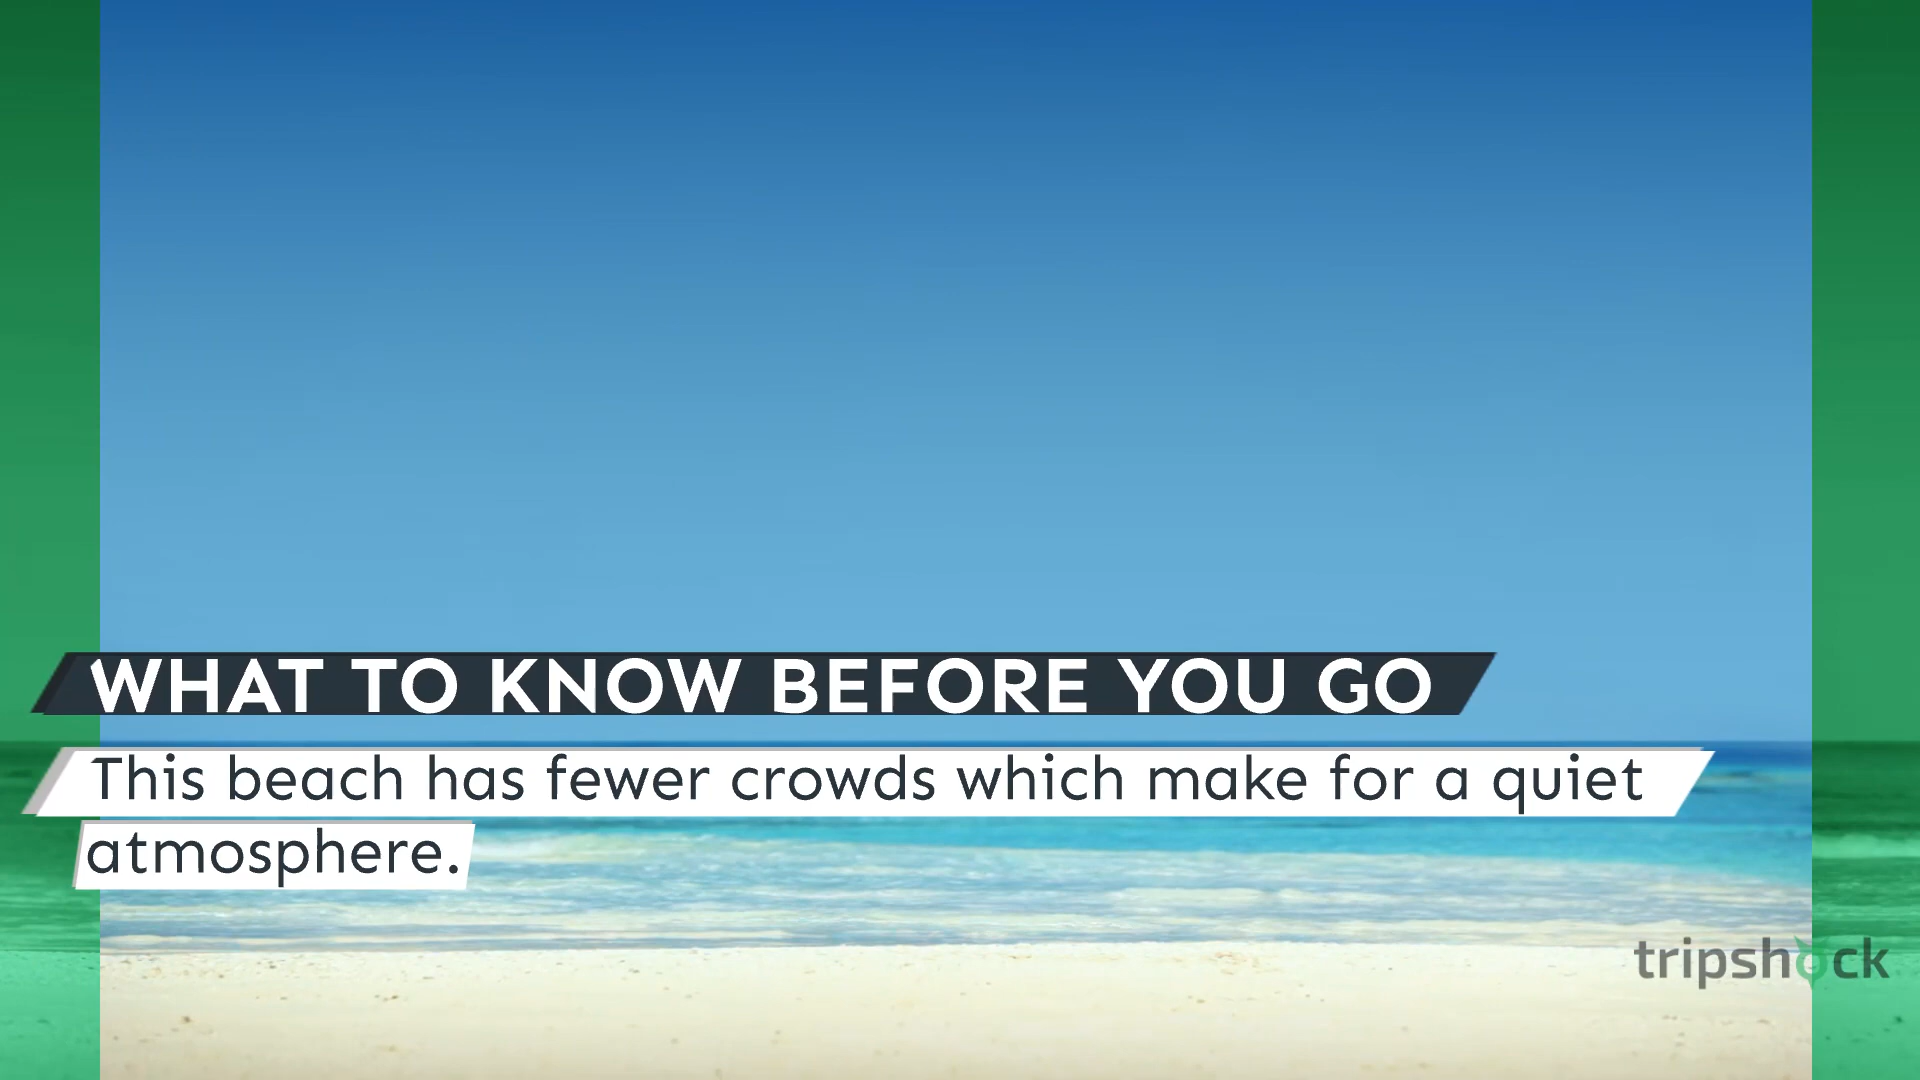 WHAT TO KNOW BEFORE YOU GO
This beach has fewer crowds which make for a quiet
atmosphere.
tripshock